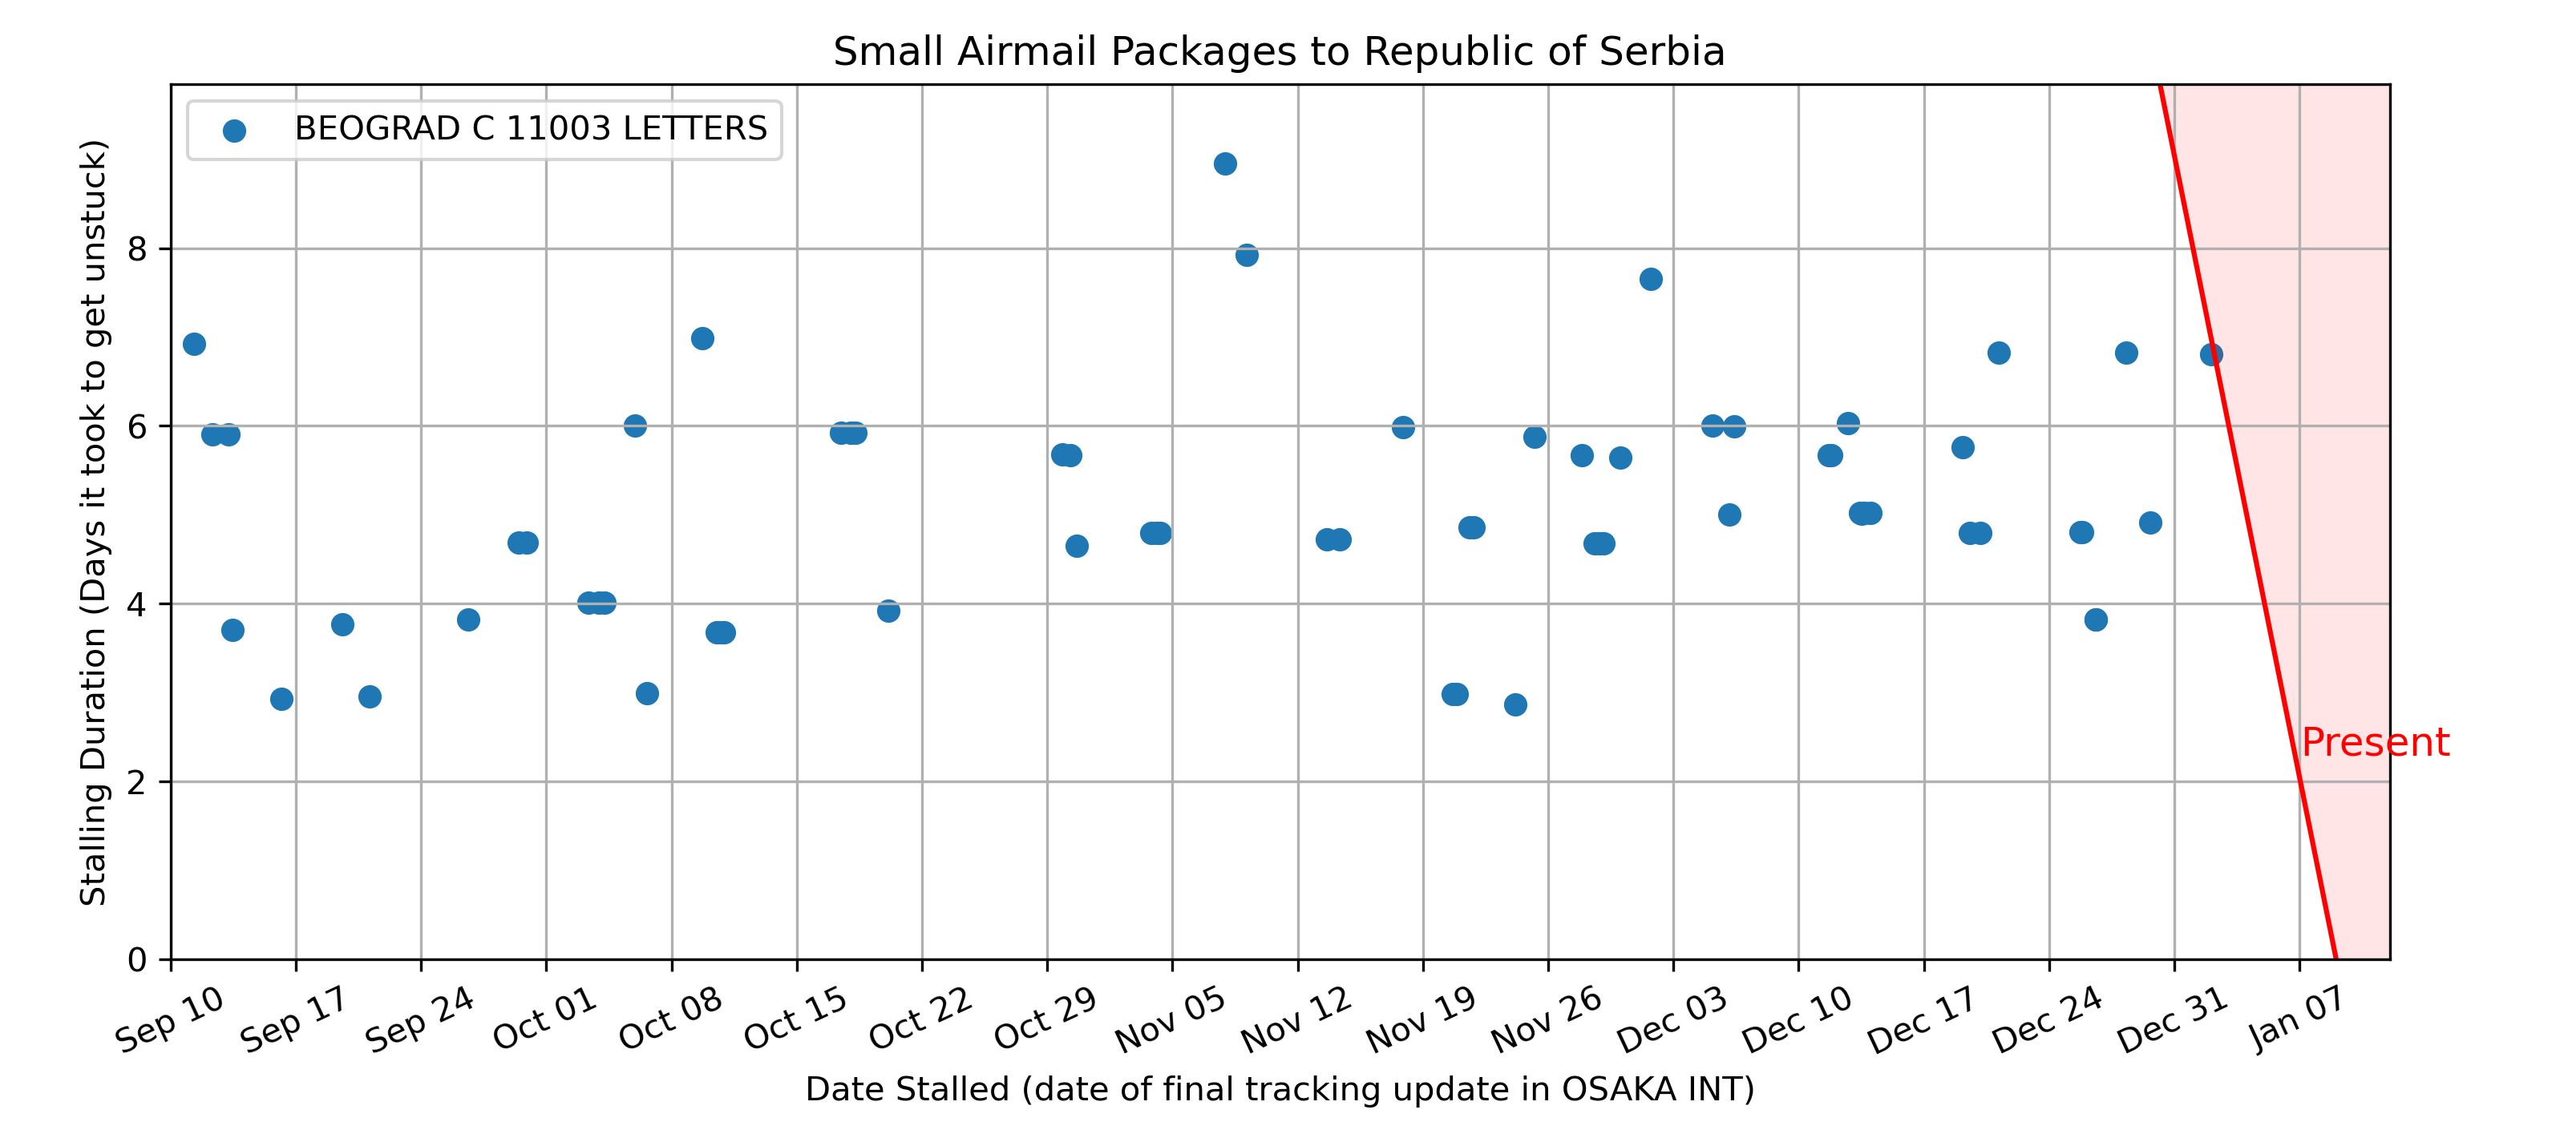 Small Airmail Packages to Republic of Serbia
BEOGRAD C 11003 LETTERS
Stalling Duration (Days it took to get unstuck)
8
6
4
2
0
Present
Sep 10
Sep 17
Sep 24
Oct 01
Oct 08
Oct 15
Oct 22
Oct 29
Nov 05
Nov 12
Nov 19
Nov 26
Dec 03
Dec 10
Dec 17
Dec 24
Dec 31
Jan 07
Date Stalled (date of final tracking update in OSAKA INT)